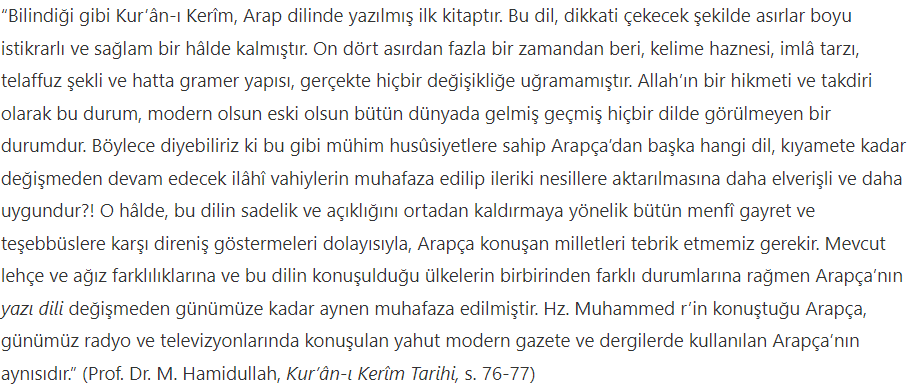 “Bilindiği gibi Kur’ân-ı Kerîm, Arap dilinde yazılmış ilk kitaptır. Bu dil, dikkati çekecek şekilde asırlar boyu
istikrarlı ve sağlam bir hâlde kalmıştır. On dört asırdan fazla bir zamandan beri, kelime haznesi, imlâ tarzı,
telaffuz şekli ve hatta gramer yapısı, gerçekte hiçbir değişikliğe uğramamıştır. Allah’ın bir hikmeti ve takdiri
olarak bu durum, modern olsun eski olsun bütün dünyada gelmiş geçmiş hiçbir dilde görülmeyen bir
durumdur. Böylece diyebiliriz ki bu gibi mühim husûsiyetlere sahip Arapça’dan başka hangi dil, kıyamete kadar
değişmeden devam edecek ilâhî vahiylerin muhafaza edilip ileriki nesillere aktarılmasına daha elverişli ve daha
uygundur?! O hâlde, bu dilin sadelik ve açıklığını ortadan kaldırmaya yönelik bütün menfî gayret ve
teşebbüslere karşı direniş göstermeleri dolayısıyla, Arapça konuşan milletleri tebrik etmemiz gerekir. Mevcut
lehçe ve ağız farklılıklarına ve bu dilin konuşulduğu ülkelerin birbirinden farklı durumlarına rağmen Arapça’nın
yazı dili değişmeden günümüze kadar aynen muhafaza edilmiştir. Hz. Muhammed r’in konuştuğu Arapça,
günümüz radyo ve televizyonlarında konuşulan yahut modern gazete ve dergilerde kullanılan Arapça’nın
aynısıdır.” (Prof. Dr. M. Hamidullah, Kur’ân-ı Kerîm Tarihi, s. 76-77)